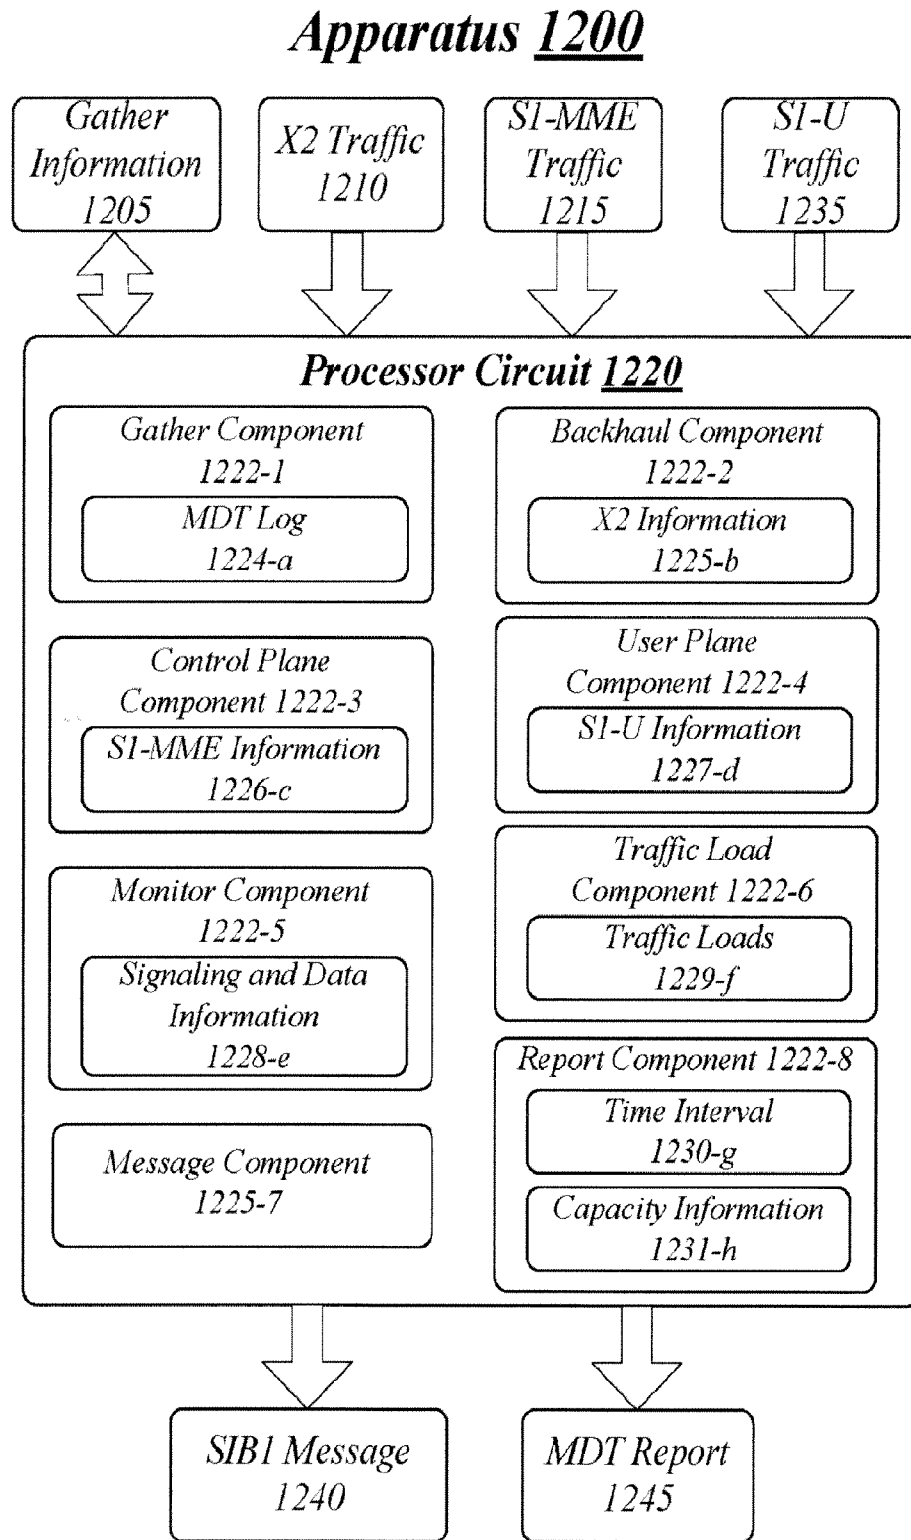 Apparatus 1200
Gather
Information
1205
X2 Traffic
1210
S1-MME
Traffic
1215
S1-U
Traffic
1235
Processor Circuit 1220
Gather Component
1222-1
MDT Log
1224-a
Backhaul Component
1222-2
X2 Information
1225-b
Control Plane
Component 1222-3
S1-MME Information
1226-c
User Plane
Component 1222-4
S1-U Information
1227-d
Monitor Component
1222-5
Signaling and Data
Information
1228-e
Traffic Load
Component 1222-6
Traffic Loads
1229-f
Message Component
1225-7
Report Component 1222-8
Time Interval
1230-g
Capacity Information
1231-h
SIB1 Message
1240
MDT Report
1245